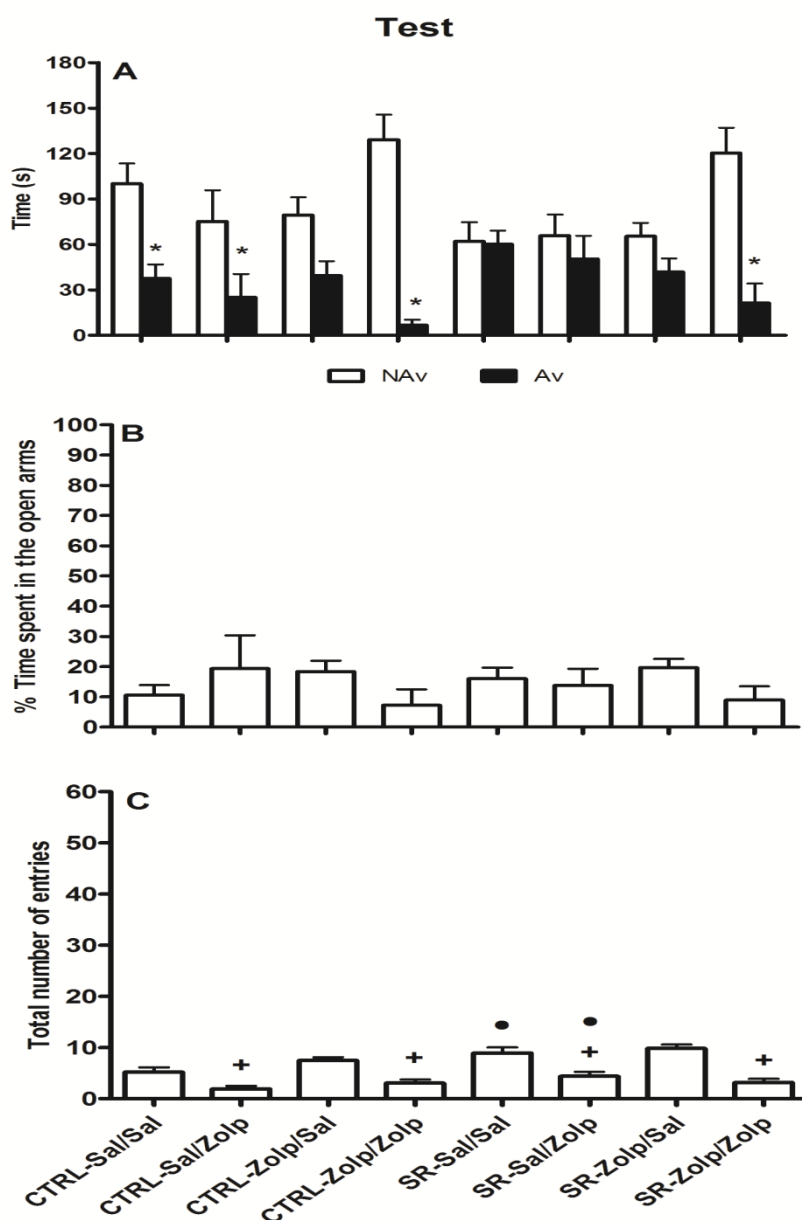 Test
A
Time (s)
180
150
120
90
60
30
0
* * * *
NAv Av
B
% Time spent in the open arms
100
90
80
70
60
50
40
30
20
10
0
C
Total number of entries
60
50
40
30
20
10
0
• •
+ + + +
CTRL-Sal/Sal
CTRL-Sal/Zolp
CTRL-Zolp/Sal
CTRL-Zolp/Zolp
SR-Sal/Sal
SR-Sal/Zolp
SR-Zolp/Sal
SR-Zolp/Zolp